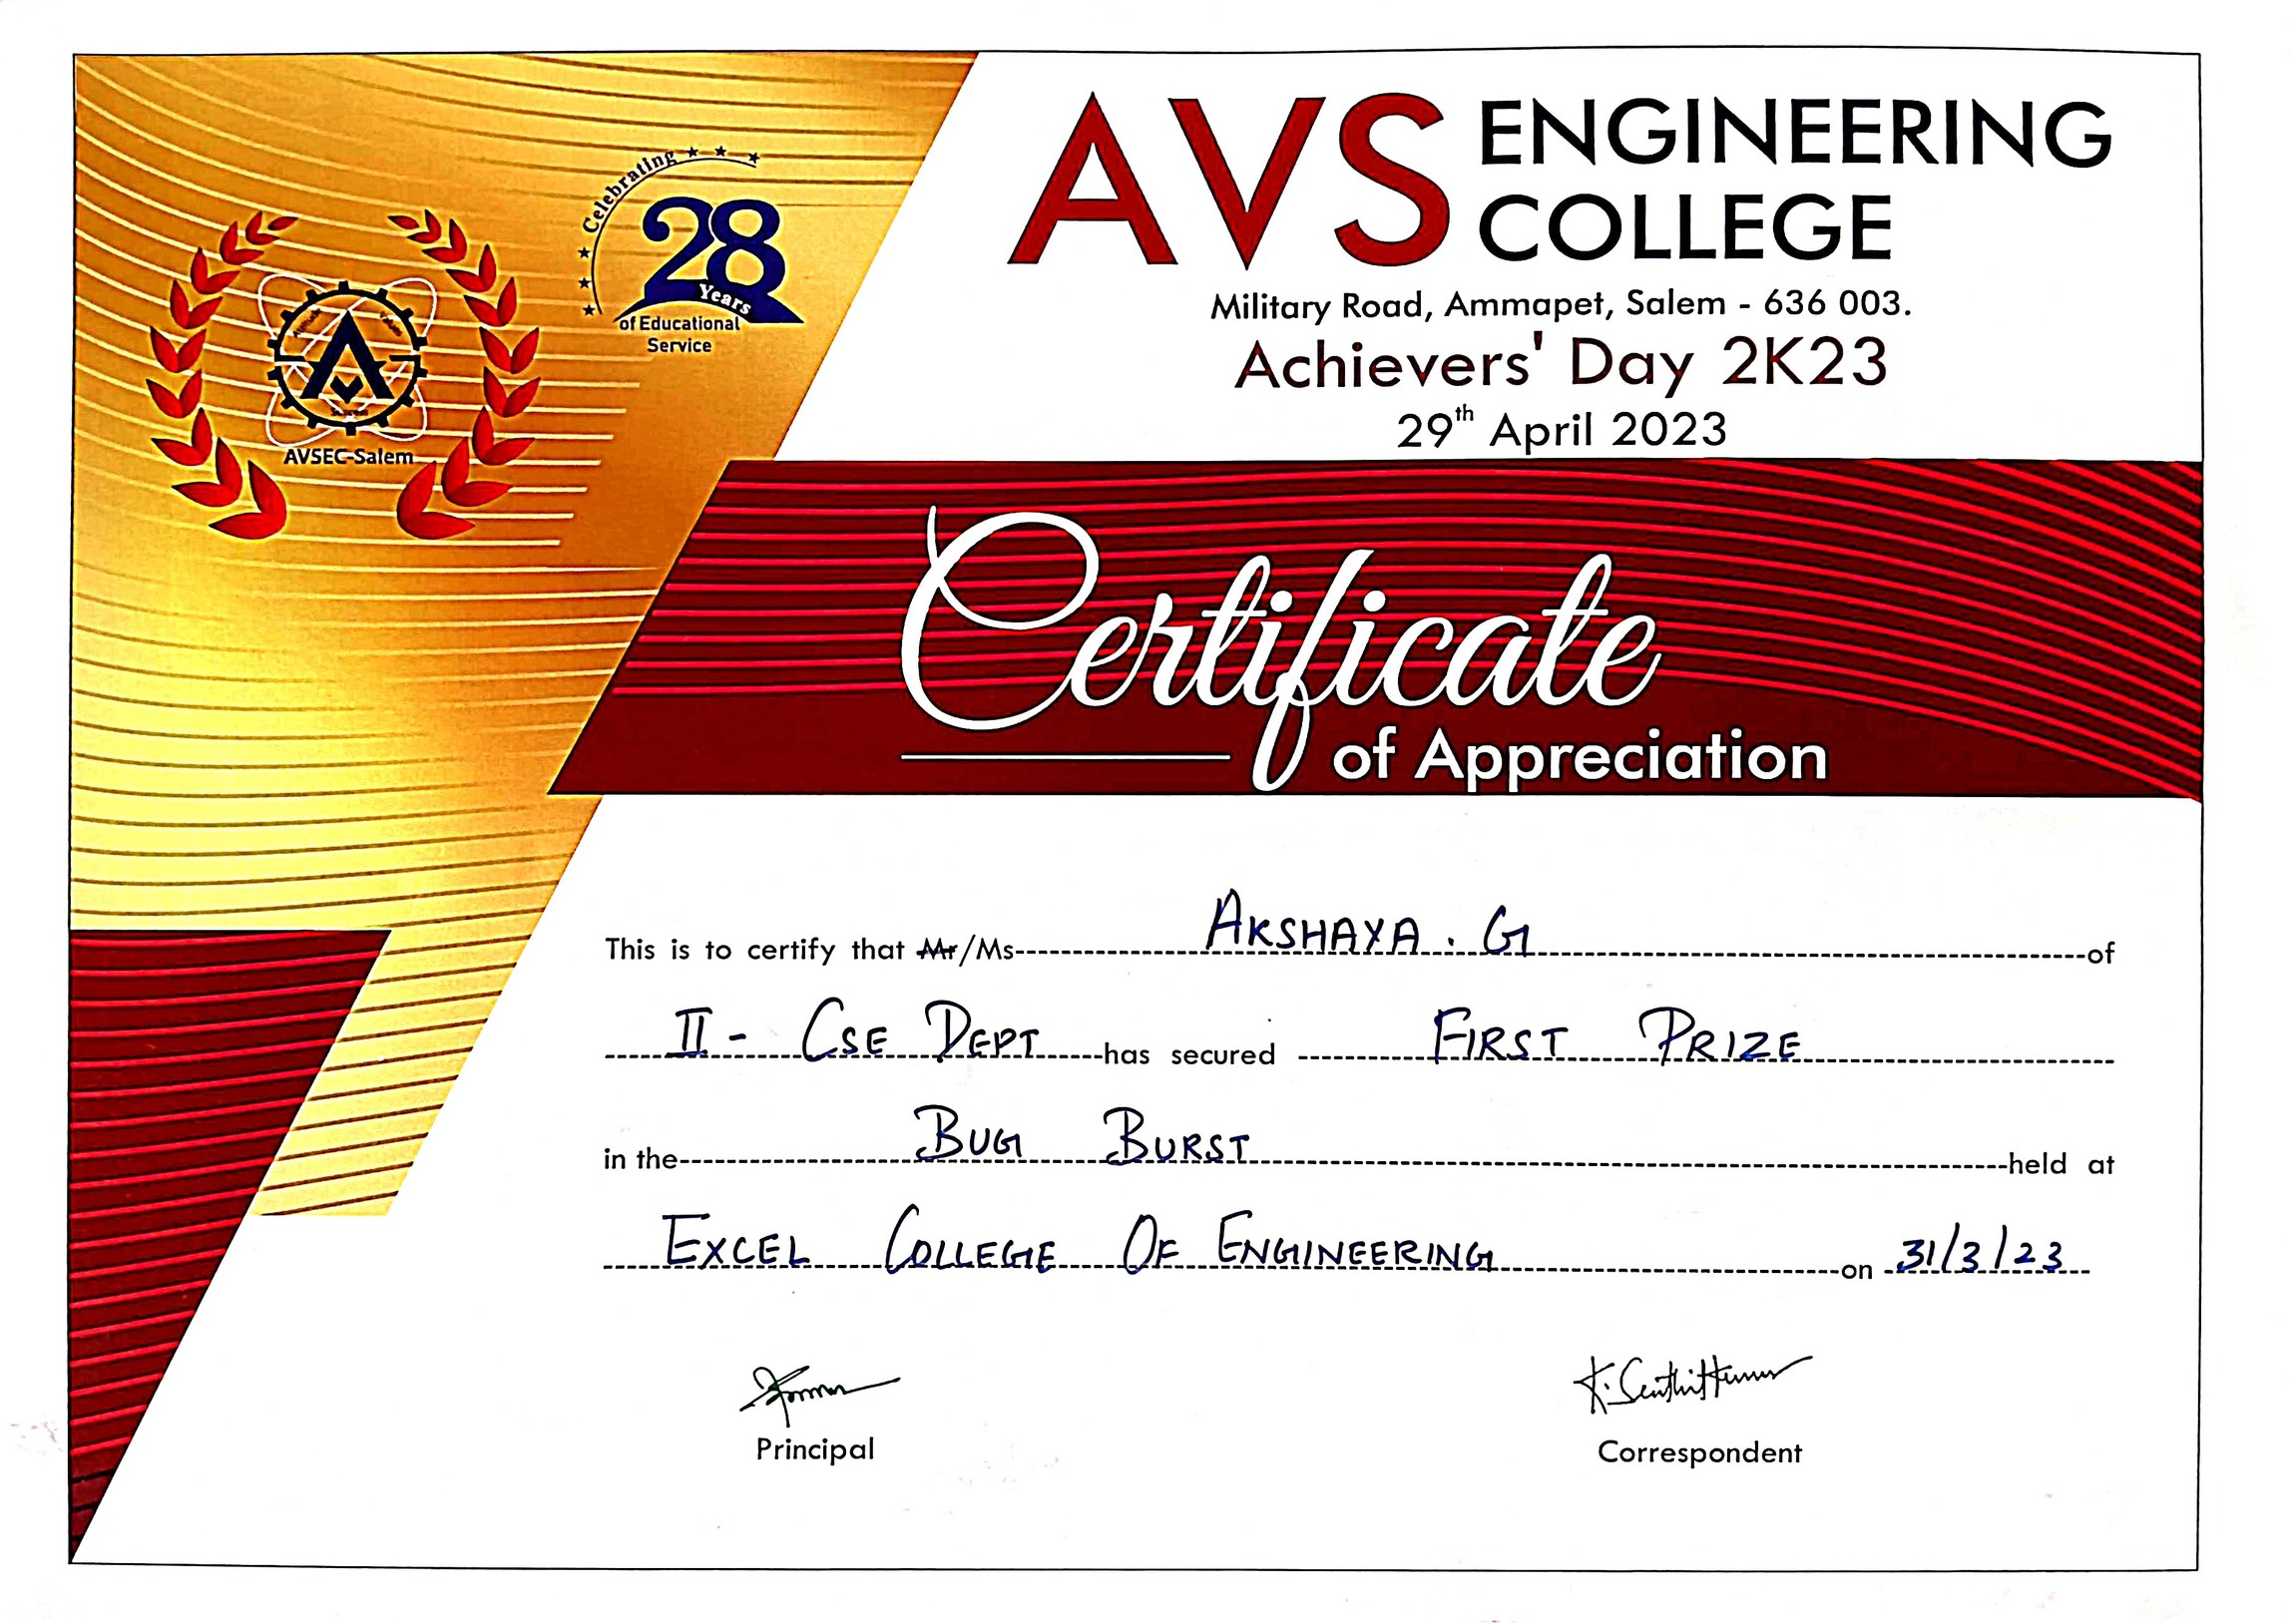 AVS ENGINEERING COLLEGE
Military Road, Ammapet, Salem - 636 003.
Achievers' Day 2K23
29th April 2023
Celebrating
28
Years
of Educational
Service
AVSEC-Salem
Certificate
of Appreciation
This is to certify that Mr/Ms AKSHAYA . G of
II - CSE DEPT has secured FIRST PRIZE
in the BUG BURST held at
EXCEL COLLEGE OF ENGINEERING on 31/3/23
Principal
Correspondent